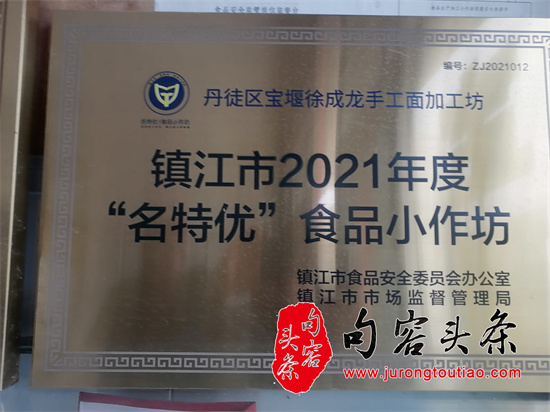 编号：ZJ2021012
丹徒区宝堰徐成龙手工面加工坊
镇江市2021年度
“名特优”食品小作坊
镇江市食品安全委员会办公室
镇江市市场监督管理局
句容头条
句容头条
www.jurongtoutiao.com